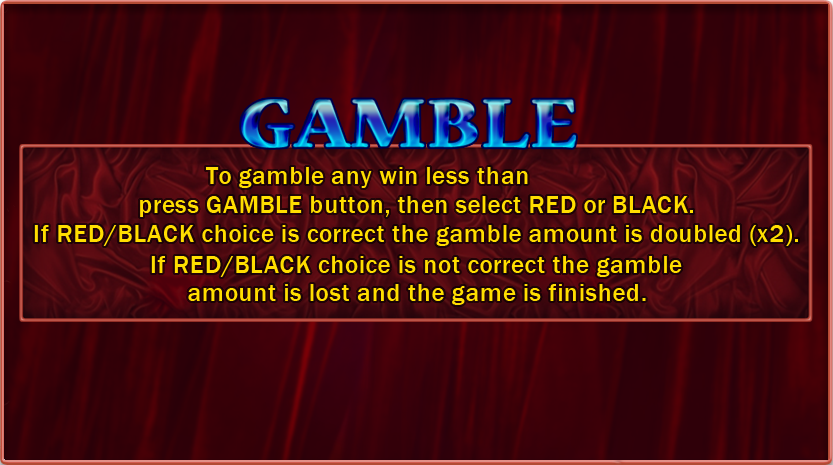 GAMBLE
To gamble any win less than
press GAMBLE button, then select RED or BLACK.
If RED/BLACK choice is correct the gamble amount is doubled (x2).
If RED/BLACK choice is not correct the gamble
amount is lost and the game is finished.